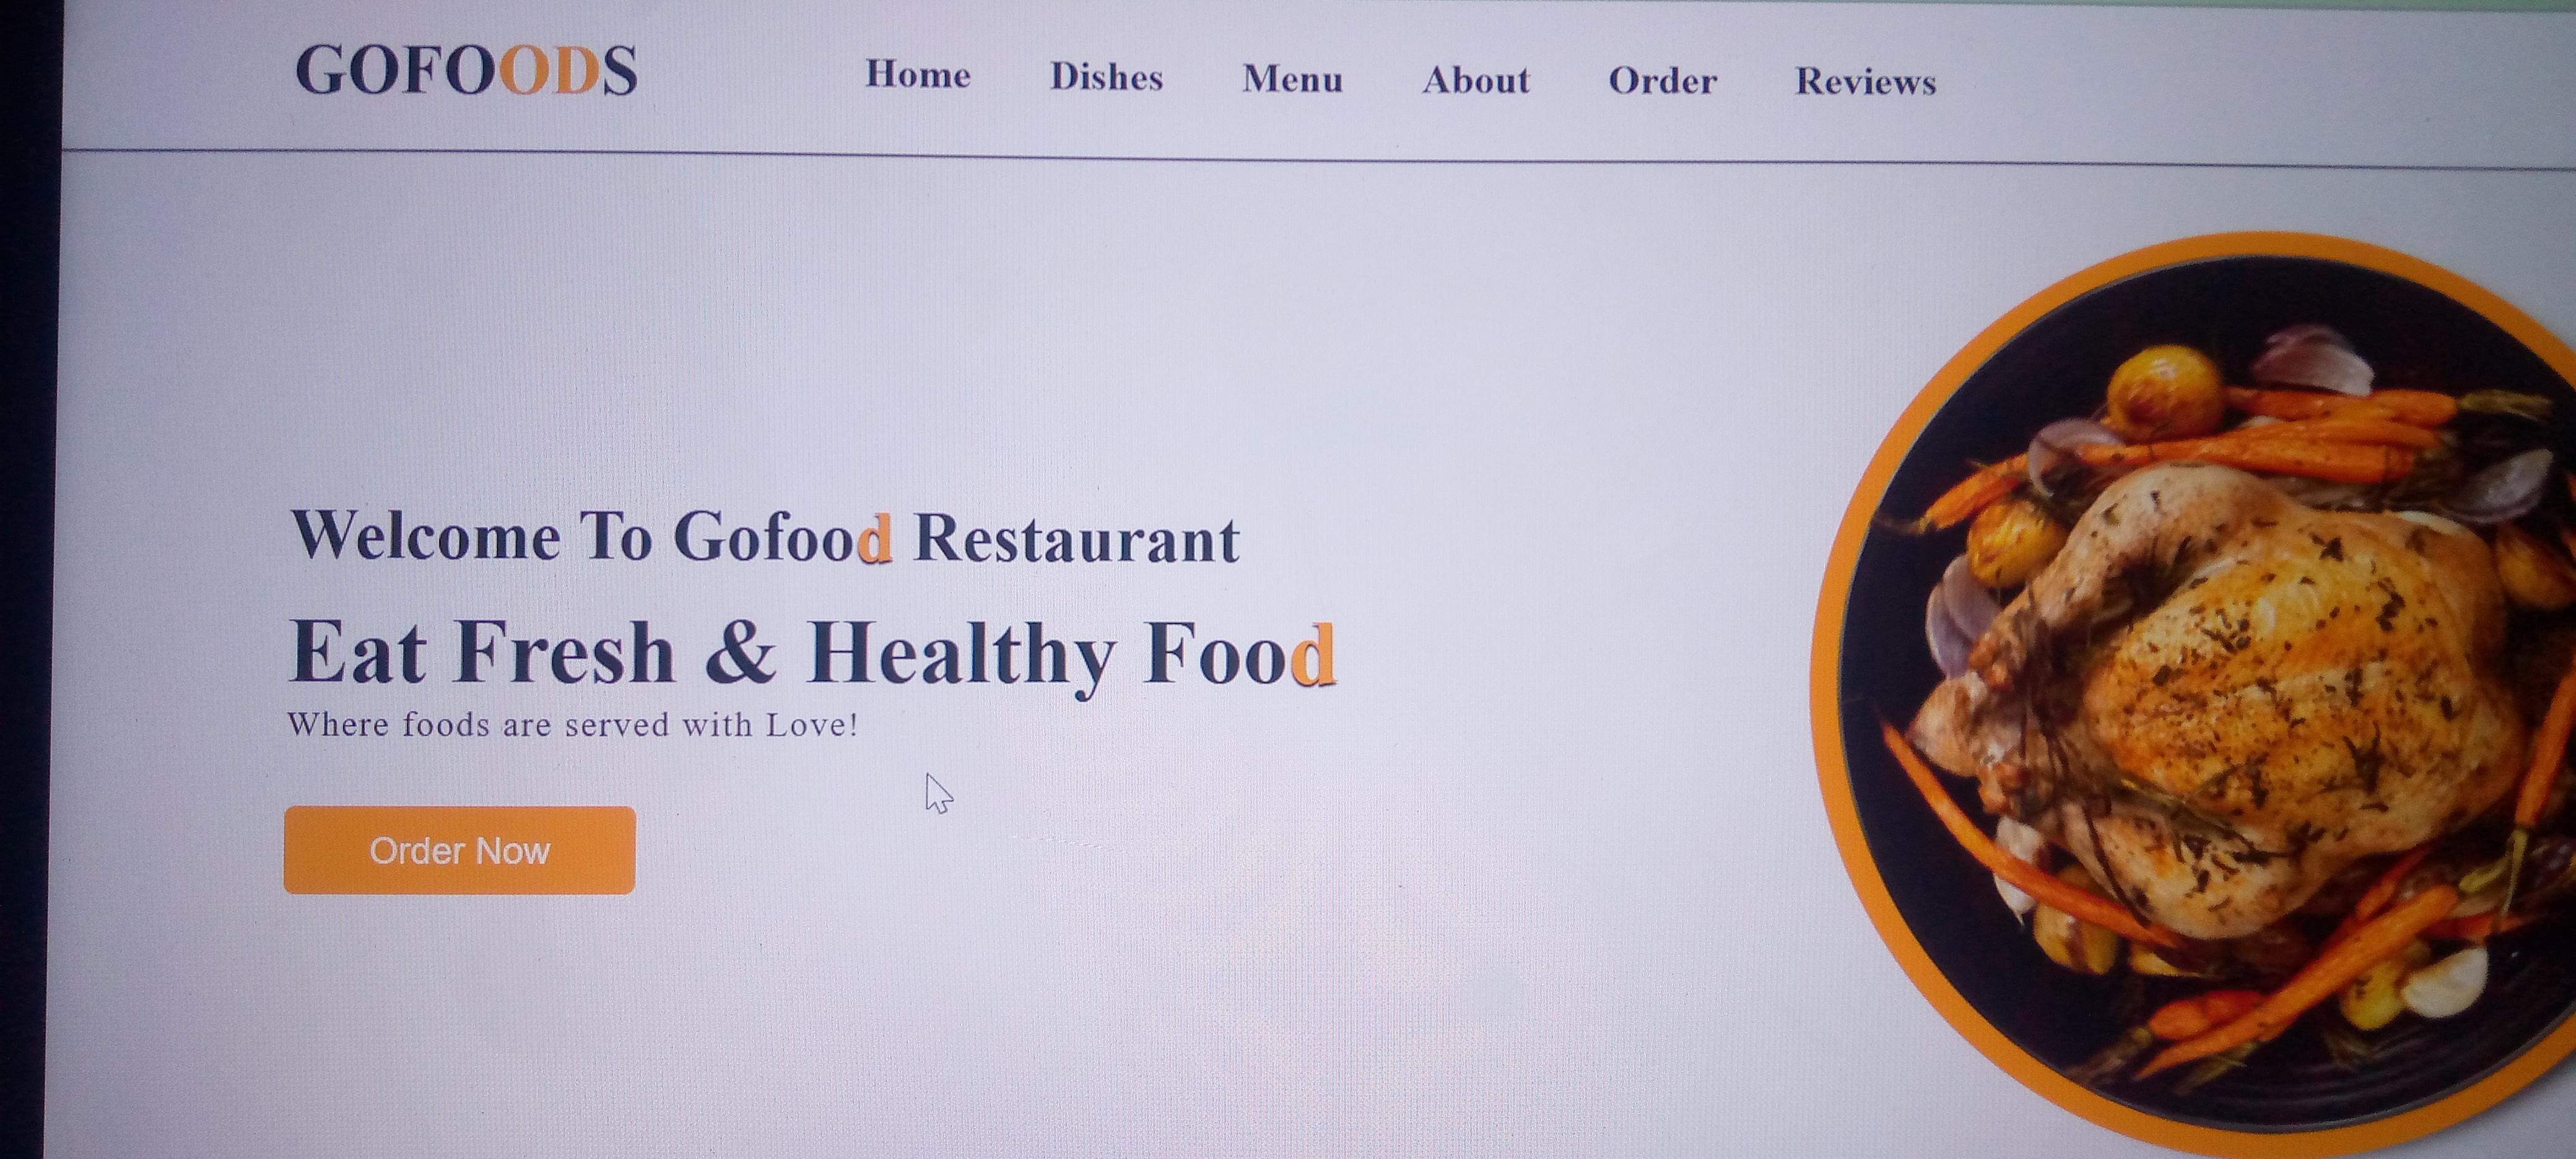 GOFOODS
Home Dishes Menu About Order Reviews
Welcome To Gofood Restaurant
Eat Fresh & Healthy Food
Where foods are served with Love!
Order Now